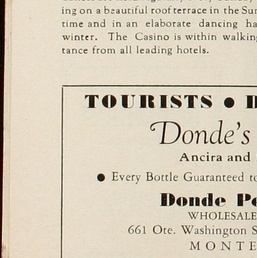 ing on a beautiful roof terrace in the Sum
time and in an elaborate dancing ha
winter. The Casino is within walkin
tance from all leading hotels.
TOURISTS ●
Donde's
Ancira and
● Every Bottle Guaranteed to
Donde Po
WHOLESALE
661 Ote. Washington S
MONTE